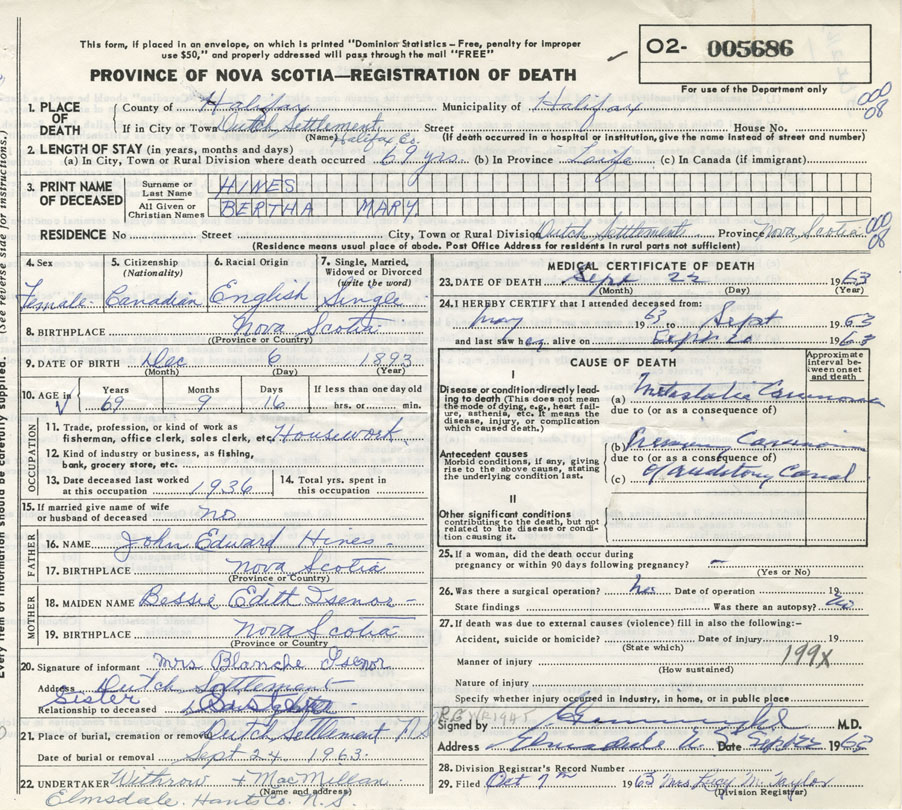 This form, if placed in an envelope, on which is printed "Dominion Statistics—Free, penalty for improper
use $50," and properly addressed will pass through the mail "FREE"
O2- 005686
PROVINCE OF NOVA SCOTIA—REGISTRATION OF DEATH
For use of the Department only
1. PLACE OF DEATH County of Halifax Municipality of Halifax
000 08
If in City or Town Dutch Settlement Street House No.
Halifax Co.
(Name) (If death occurred in a hospital or institution, give name instead of street and number)
2. LENGTH OF STAY (in years, months and days)
(a) In City, Town or Rural Division where death occurred 69 yrs (b) In Province Life (c) In Canada (if immigrant)
3. PRINT NAME OF DECEASED Surname or Last Name HINES
All Given or Christian Names BERTHA MARY
RESIDENCE No Street City, Town or Rural Division Dutch Settlement Province Nova Scotia
000 08
(Residence means usual place of abode. Post Office Address for residents in rural parts not sufficient)
4. Sex 5. Citizenship (Nationality) 6. Racial Origin 7. Single, Married, Widowed or Divorced (write the word)
Female Canadian English Single
8. BIRTHPLACE Nova Scotia
(Province or Country)
9. DATE OF BIRTH Dec 6 1893
(Month) (Day) (Year)
10. AGE in Years Months Days If less than one day old
69 9 16 hrs. or min.
OCCUPATION
11. Trade, profession, or kind of work as
fisherman, office clerk, sales clerk, etc. Housework
12. Kind of industry or business, as fishing,
bank, grocery store, etc.
13. Date deceased last worked
at this occupation 1936
14. Total yrs. spent in
this occupation
15. If married give name of wife
or husband of deceased no
FATHER
16. NAME John Edward Hines
17. BIRTHPLACE Nova Scotia
(Province or Country)
MOTHER
18. MAIDEN NAME Bessie Edith Isenor
19. BIRTHPLACE Nova Scotia
(Province or Country)
20. Signature of informant Mrs Blanche Isenor
Address Dutch Settlement
Sister
Relationship to deceased
21. Place of burial, cremation or removal Dutch Settlement N.S
Date of burial or removal Sept 24 1963
22. UNDERTAKER Withrow + MacMillan
(Name and address)
Elmsdale, Hants Co. N.S.
MEDICAL CERTIFICATE OF DEATH
23. DATE OF DEATH Sept 22 1963
(Month) (Day) (Year)
24. I HEREBY CERTIFY that I attended deceased from:
May 1963 to Sept 1963
and last saw h er alive on Sept 20 1963
CAUSE OF DEATH
Approximate interval between onset and death
I
Disease or condition directly leading to death (This does not mean
the mode of dying, e.g., heart failure, asthenia, etc. It means the
disease, injury, or complication
which caused death.)
(a) Metastatic Carcinoma
due to (or as a consequence of)
Antecedent causes
Morbid conditions, if any, giving
rise to the above cause, stating
the underlying condition last.
(b) Primary Carcinoma
due to (or as a consequence of)
(c) of auditory Canal
II
Other significant conditions
contributing to the death, but not
related to the disease or condition causing it.
25. If a woman, did the death occur during
pregnancy or within 90 days following pregnancy? –
(Yes or No)
26. Was there a surgical operation? no Date of operation 19
State findings Was there an autopsy? no
27. If death was due to external causes (violence) fill in also the following:-
Accident, suicide or homicide? Date of injury 19
(State which)
Manner of injury 199X
(How sustained)
Nature of injury
Specify whether injury occurred in Industry, in home, or in public place
Signed by M.D.
Address Elmsdale N.S. Date 1963
28. Division Registrar's Record Number
29. Filed Oct 7th 1963 Mrs Kay M. Taylor
(Division Registrar)
Every item of information should be carefully supplied. (See reverse side for instructions.)